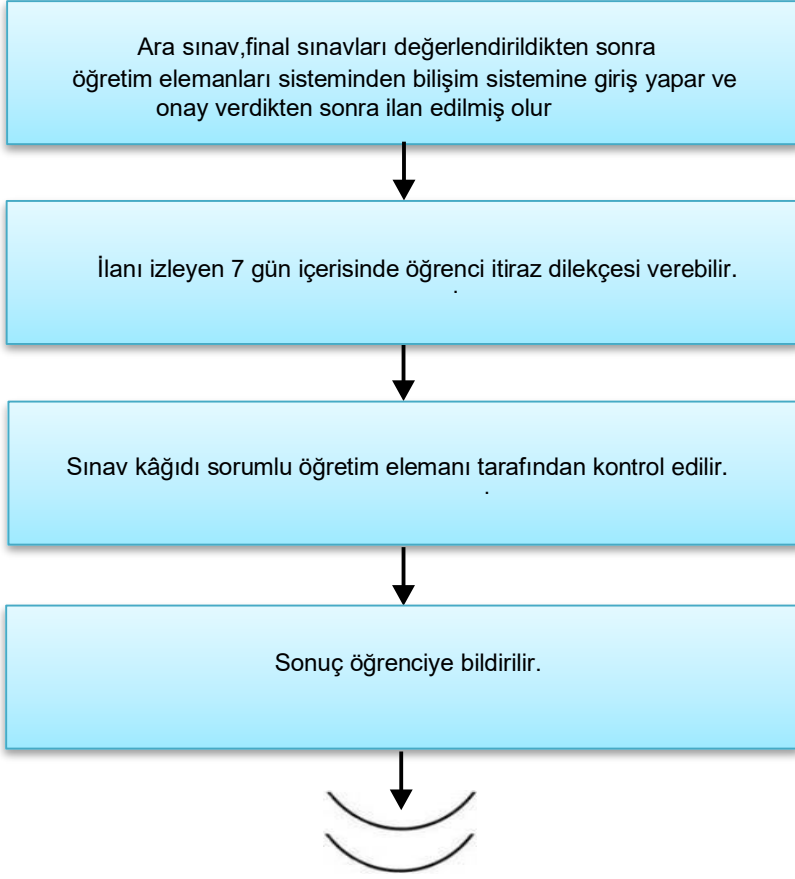 Ara sınav,final sınavları değerlendirildikten sonra
öğretim elemanları sisteminden bilişim sistemine giriş yapar ve
onay verdikten sonra ilan edilmiş olur
İlanı izleyen 7 gün içerisinde öğrenci itiraz dilekçesi verebilir.
.
Sınav kâğıdı sorumlu öğretim elemanı tarafından kontrol edilir.
.
Sonuç öğrenciye bildirilir.